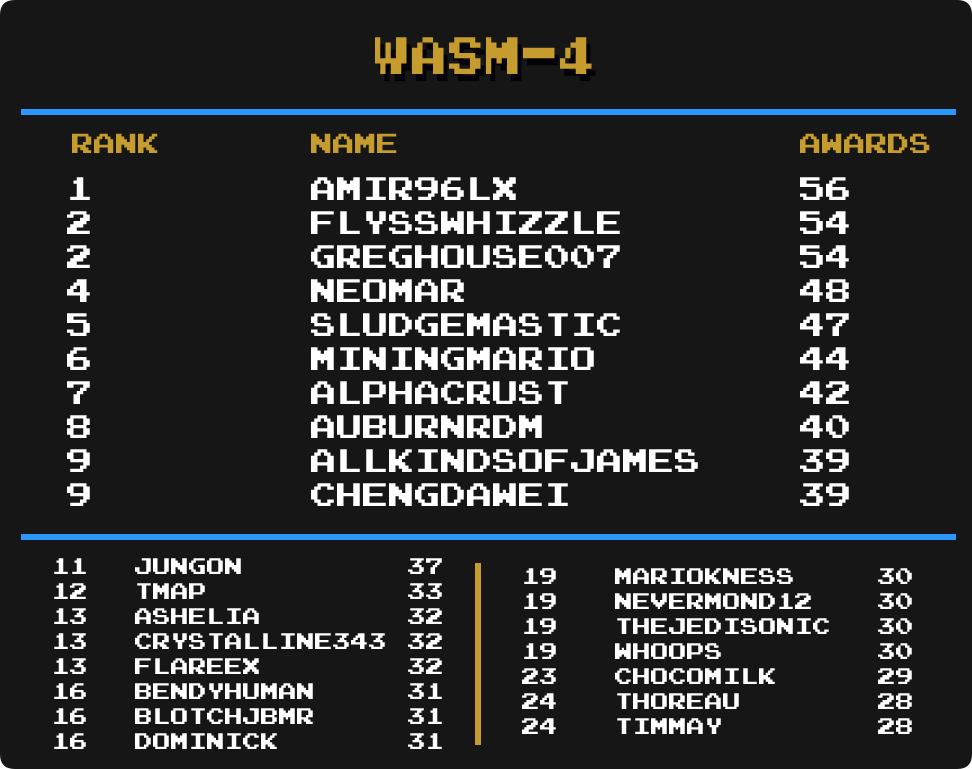 WASM-4
RANK NAME AWARDS
1 AMIR96LX 56
2 FLYSSWHIZZLE 54
2 GREGHOUSE007 54
4 NEOMAR 48
5 SLUDGEMASTIC 47
6 MININGMARIO 44
7 ALPHACRUST 42
8 AUBURNRDM 40
9 ALLKINDSOFJAMES 39
9 CHENGDAWEI 39
11 JUNGON 37
12 TMAP 33
13 ASHELIA 32
13 CRYSTALLINE343 32
13 FLAREEX 32
16 BENDYHUMAN 31
16 BLOTCHJBMR 31
16 DOMINICK 31
19 MARIOKNESS 30
19 NEVERMOND12 30
19 THEJEDISONIC 30
19 WHOOPS 30
23 CHOCOMILK 29
24 THOREAU 28
24 TIMMAY 28